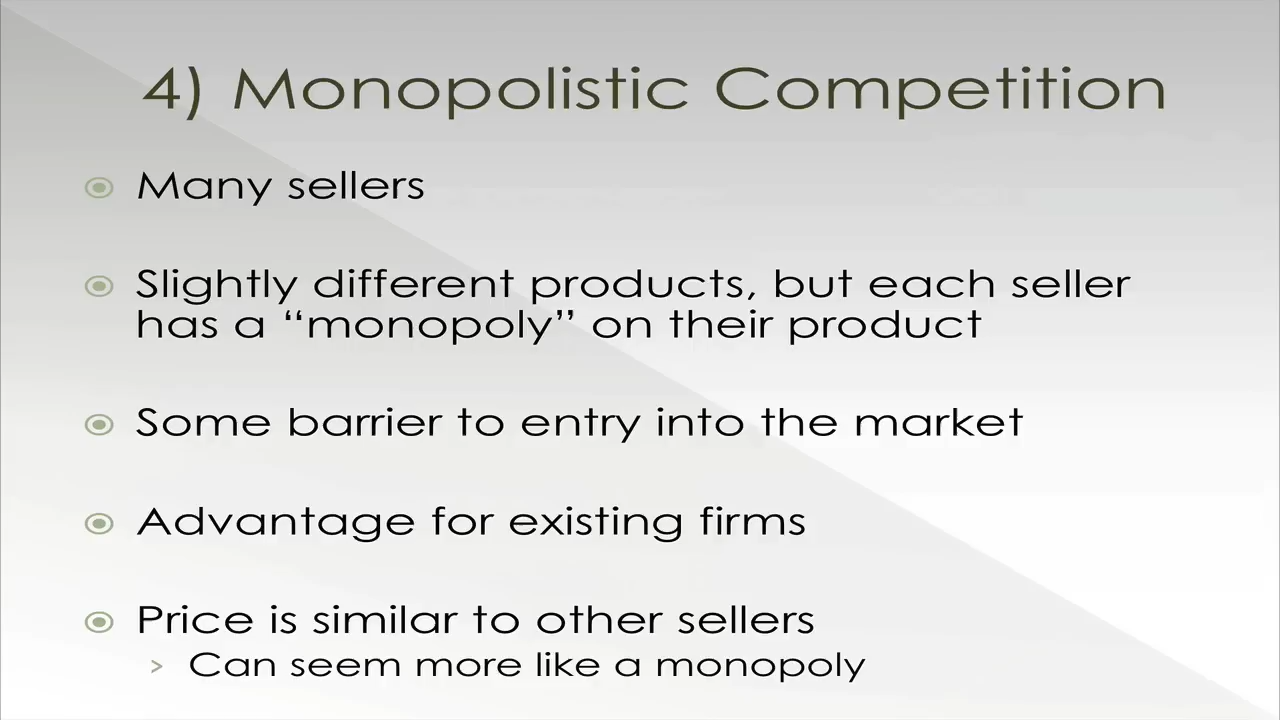 4) Monopolistic Competition
Many sellers
Slightly different products, but each seller
has a “monopoly” on their product
Some barrier to entry into the market
Advantage for existing firms
Price is similar to other sellers
Can seem more like a monopoly